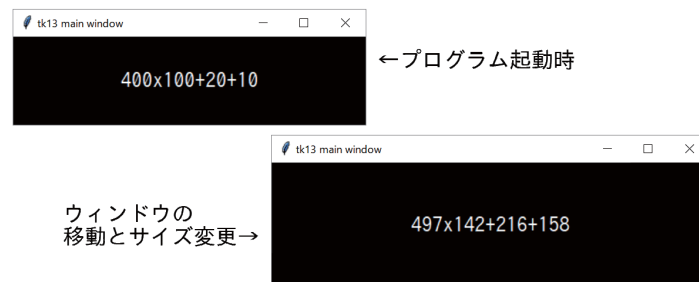 tk13 main window
400x100+20+10
←プログラム起動時
tk13 main window
497x142+216+158
ウィンドウの
移動とサイズ変更→